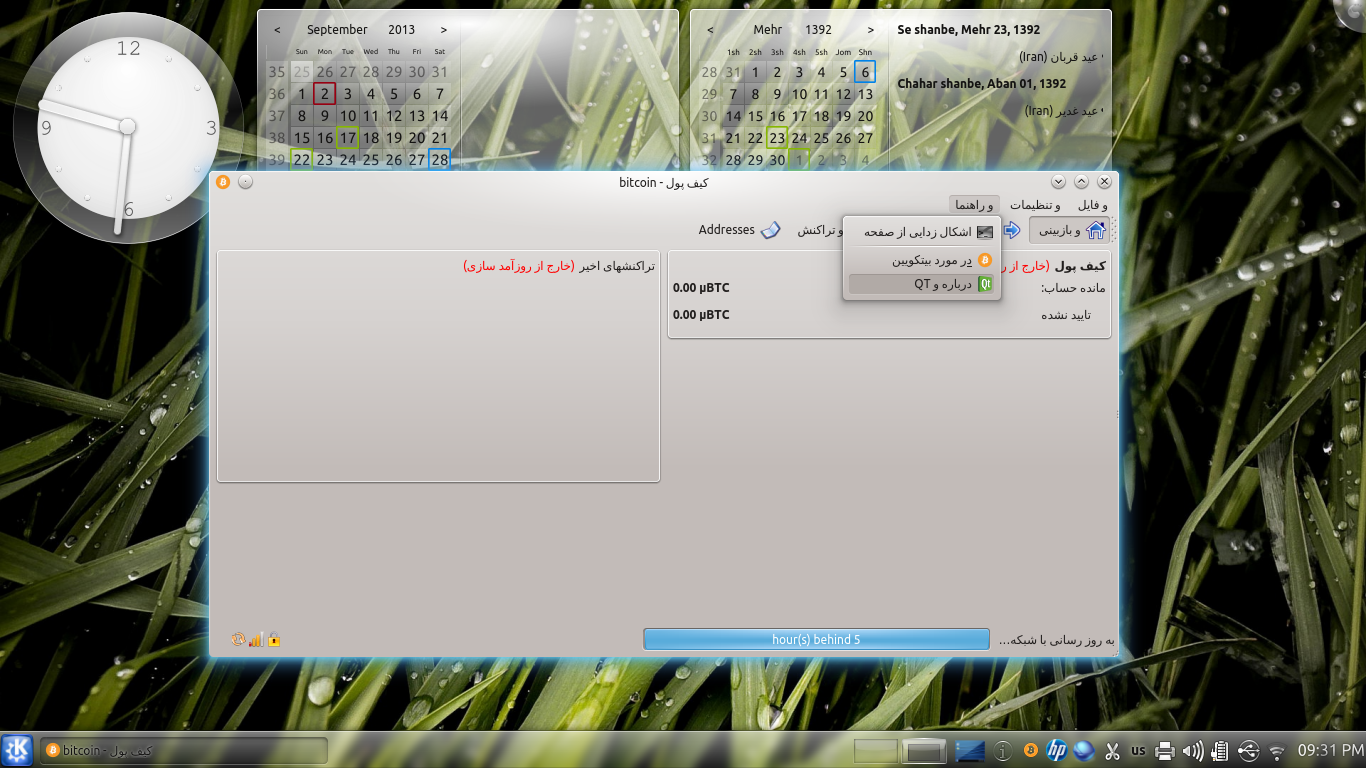 12
3
6
9
< September 2013 >
Sun Mon Tue Wed Thu Fri Sat
35 25 26 27 28 29 30 31
36 1 2 3 4 5 6 7
37 8 9 10 11 12 13 14
38 15 16 17 18 19 20 21
39 22 23 24 25 26 27 28
< Mehr 1392 >
1sh 2sh 3sh 4sh 5sh Jom Shn
28 31 1 2 3 4 5 6
29 7 8 9 10 11 12 13
30 14 15 16 17 18 19 20
31 21 22 23 24 25 26 27
32 28 29 30 1 2 3 4
Se shanbe, Mehr 23, 1392
عید قربان (Iran)
Chahar shanbe, Aban 01, 1392
عید غدیر (Iran)
bitcoin - کیف پول
و فایل
و تنظیمات
و راهنما
و بازبینی
و تراکنش
Addresses
اشکال زدایی از صفحه
در مورد بیتکویین
درباره و QT
Qt
کیف پول (خارج از ر
مانده حساب:
0.00 µBTC
تایید نشده
0.00 µBTC
تراکنشهای اخیر (خارج از روزآمد سازی)
به روز رسانی با شبکه...
hour(s) behind 5
bitcoin - کیف پول
hp
us
09:31 PM